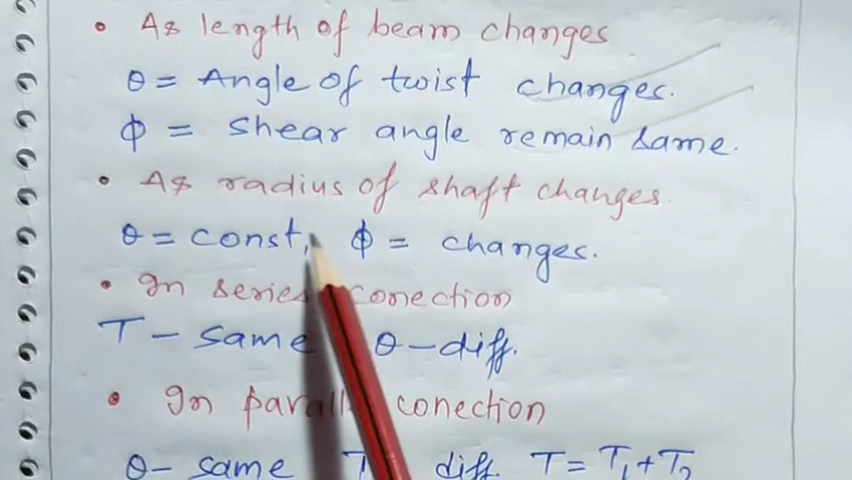 • As length of beam changes
θ = Angle of twist changes.
ϕ = shear angle remain same.
• As radius of shaft changes.
θ = const, ϕ = changes.
• In series conection
T - same θ - diff.
• In parall conection
θ - same T diff. T = T₁ + T₂